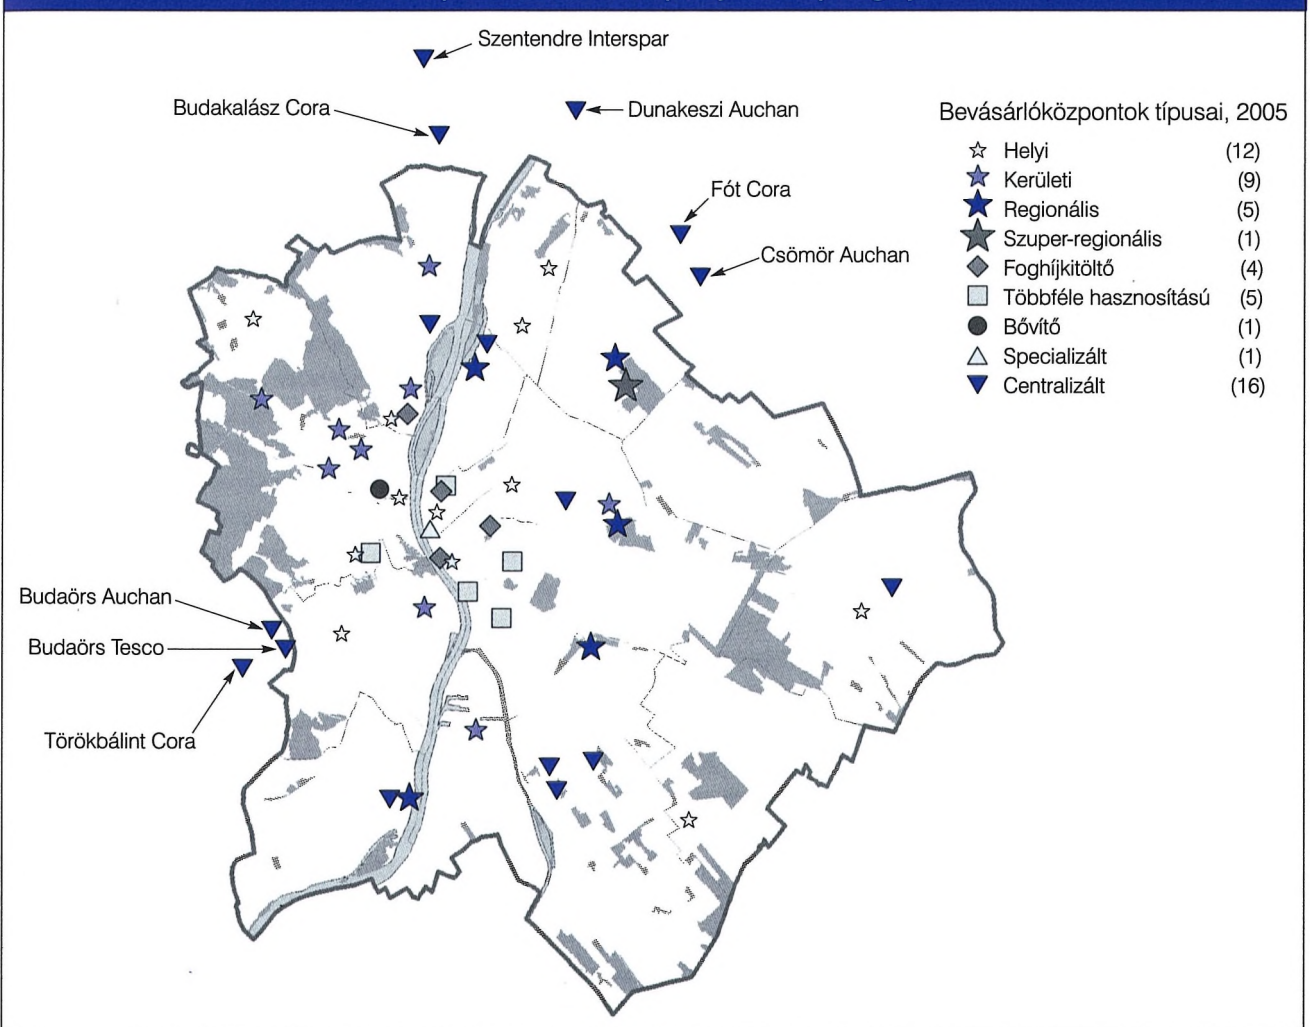 Szentendre Interspar
Budakalász Cora
Dunakeszi Auchan
Fót Cora
Csömör Auchan
Bevásárlóközpontok típusai, 2005
Helyi (12)
Kerületi (9)
Regionális (5)
Szuper-regionális (1)
Foghíjkitöltő (4)
Többféle hasznosítású (5)
Bővítő (1)
Specializált (1)
Centralizált (16)
Budaörs Auchan
Budaörs Tesco
Törökbálint Cora